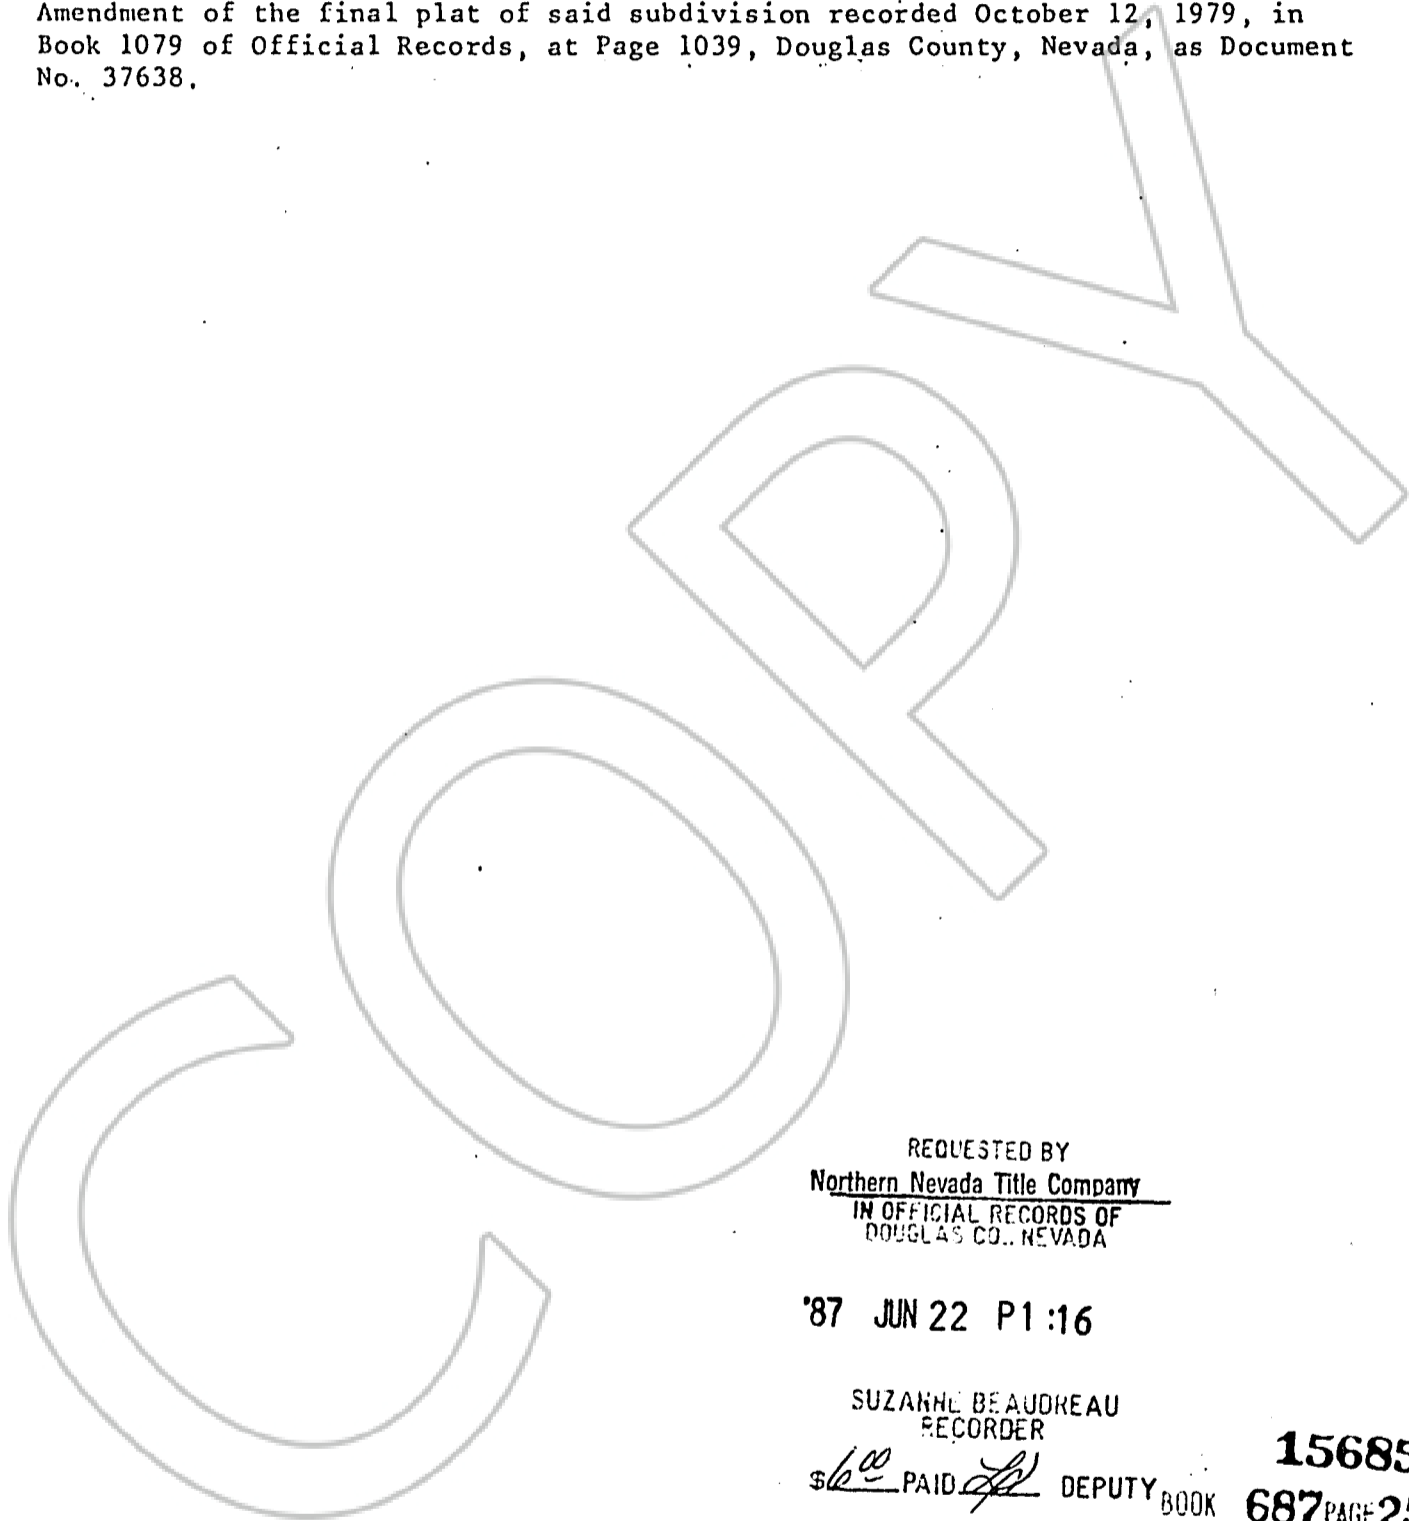 Amendment of the final plat of said subdivision recorded October 12, 1979, in
Book 1079 of Official Records, at Page 1039, Douglas County, Nevada, as Document
No. 37638.
COPY
REQUESTED BY
Northern Nevada Title Company
IN OFFICIAL RECORDS OF
DOUGLAS CO., NEVADA
'87 JUN 22 P1:16
SUZANNE BEAUDREAU
RECORDER
$6.00 PAID DEPUTY
15685
BOOK 687 PAGE 25